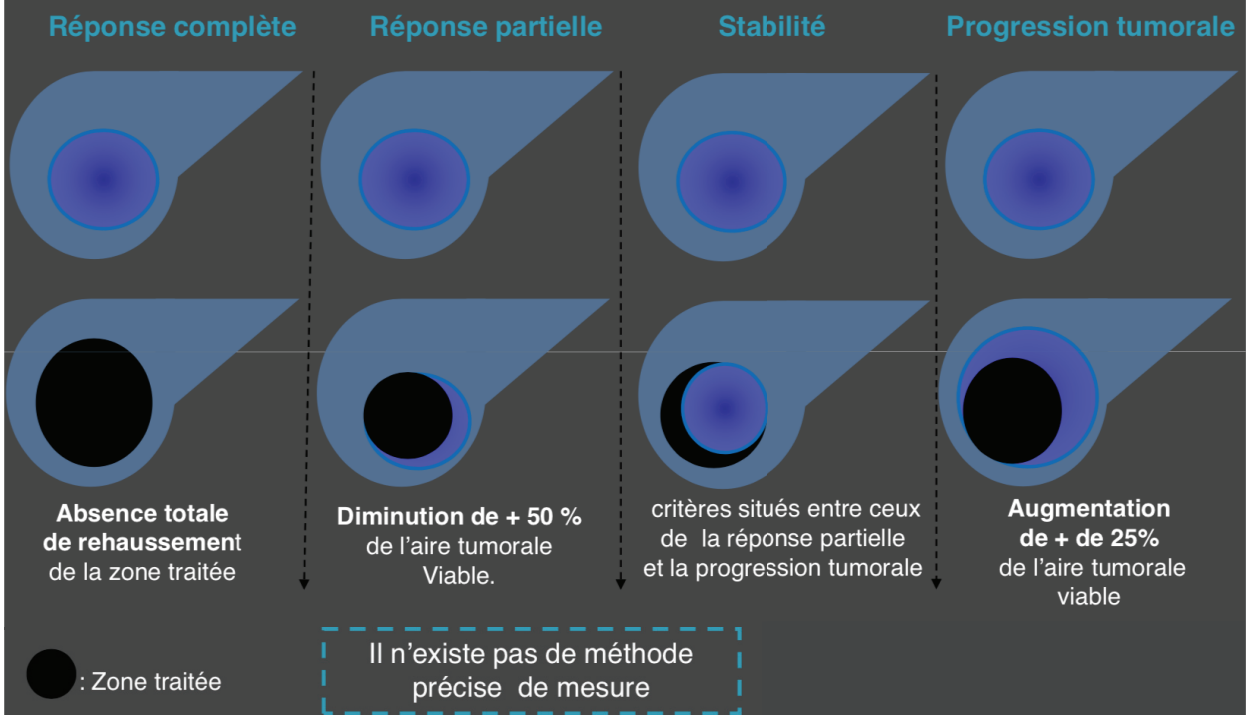 Réponse complète
Réponse partielle
Stabilité
Progression tumorale
Absence totale
de rehaussement
de la zone traitée
Diminution de + 50 %
de l'aire tumorale
Viable.
critères situés entre ceux
de la réponse partielle
et la progression tumorale
Augmentation
de + de 25%
de l'aire tumorale
viable
: Zone traitée
Il n'existe pas de méthode
précise de mesure